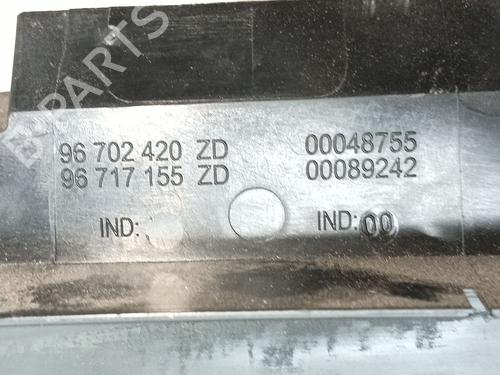 B-PARTS
96 702 420 ZD 00048755
96 717 155 ZD 00089242
IND: IND:00